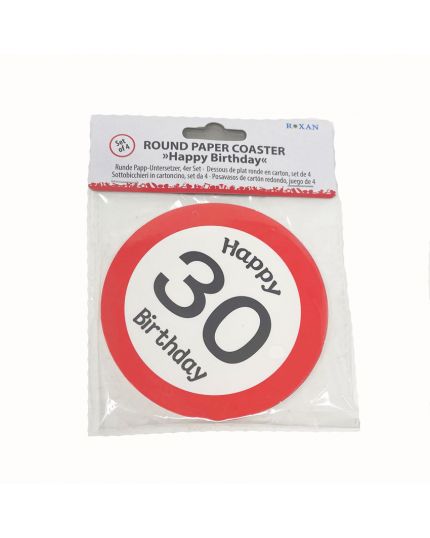 ROXAN
Set
of 4
ROUND PAPER COASTER
»Happy Birthday«
Runde Papp-Untersetzer, 4er Set - Dessous de plat ronde en carton, set de 4
Sottobicchieri in cartoncino, set da 4 - Posavasos de cartón redondo, juego de 4
Happy
30
Birthday